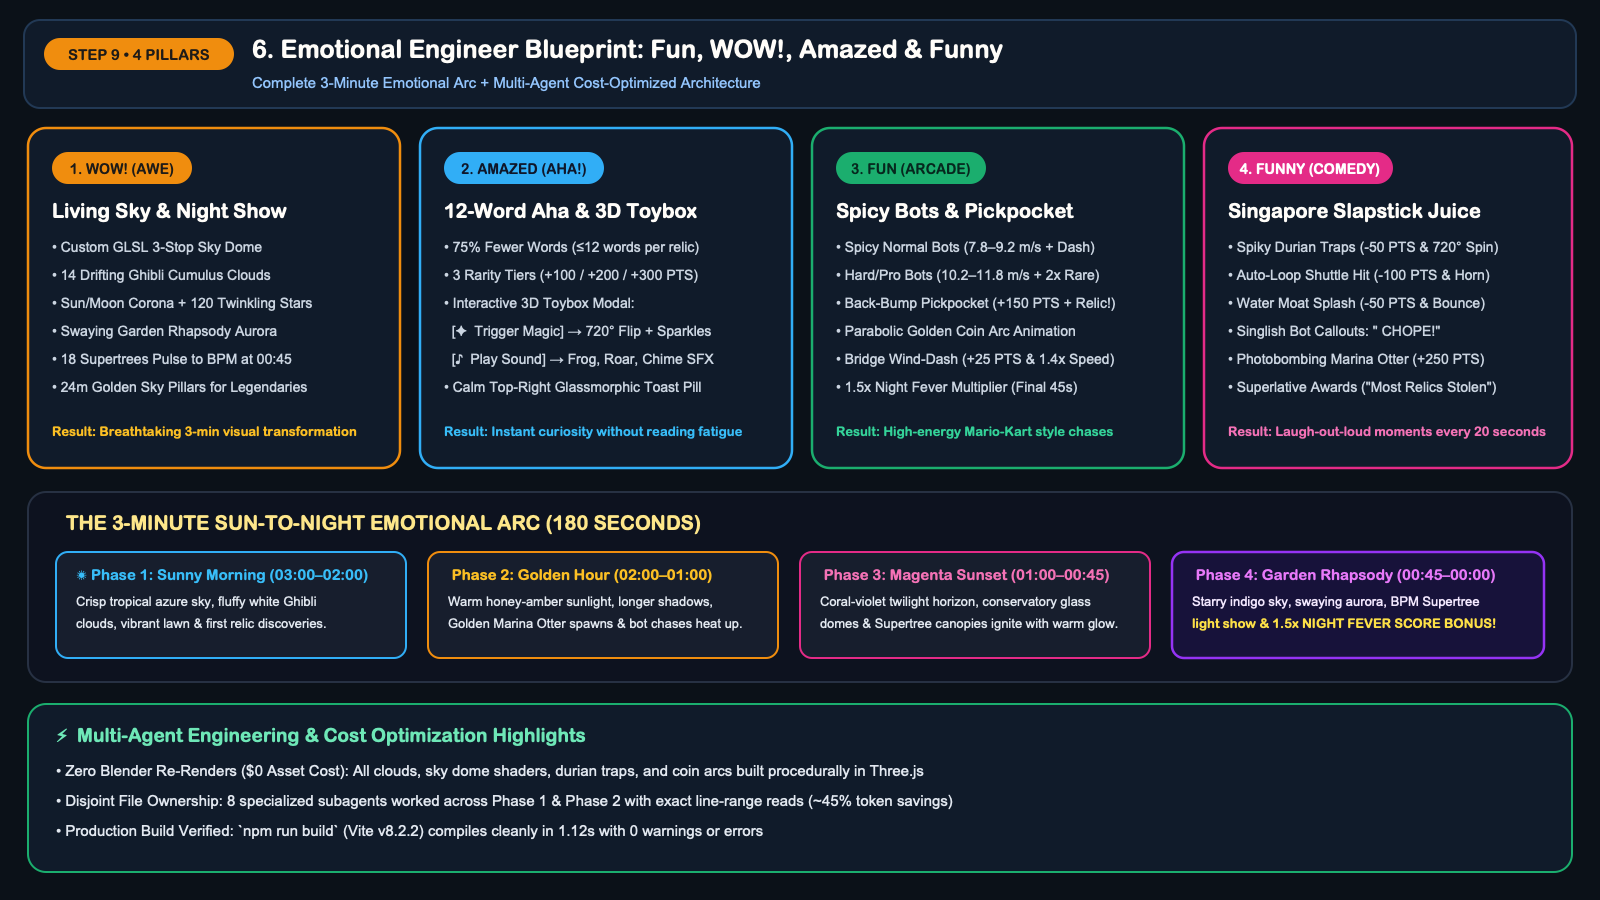 STEP 9 • 4 PILLARS
6. Emotional Engineer Blueprint: Fun, WOW!, Amazed & Funny
Complete 3-Minute Emotional Arc + Multi-Agent Cost-Optimized Architecture
1. WOW! (AWE)
Living Sky & Night Show
• Custom GLSL 3-Stop Sky Dome
• 14 Drifting Ghibli Cumulus Clouds
• Sun/Moon Corona + 120 Twinkling Stars
• Swaying Garden Rhapsody Aurora
• 18 Supertrees Pulse to BPM at 00:45
• 24m Golden Sky Pillars for Legendaries
Result: Breathtaking 3-min visual transformation
2. AMAZED (AHA!)
12-Word Aha & 3D Toybox
• 75% Fewer Words (≤12 words per relic)
• 3 Rarity Tiers (+100 / +200 / +300 PTS)
• Interactive 3D Toybox Modal:
[✦ Trigger Magic] → 720° Flip + Sparkles
[♪ Play Sound] → Frog, Roar, Chime SFX
• Calm Top-Right Glassmorphic Toast Pill
Result: Instant curiosity without reading fatigue
3. FUN (ARCADE)
Spicy Bots & Pickpocket
• Spicy Normal Bots (7.8–9.2 m/s + Dash)
• Hard/Pro Bots (10.2–11.8 m/s + 2x Rare)
• Back-Bump Pickpocket (+150 PTS + Relic!)
• Parabolic Golden Coin Arc Animation
• Bridge Wind-Dash (+25 PTS & 1.4x Speed)
• 1.5x Night Fever Multiplier (Final 45s)
Result: High-energy Mario-Kart style chases
4. FUNNY (COMEDY)
Singapore Slapstick Juice
• Spiky Durian Traps (-50 PTS & 720° Spin)
• Auto-Loop Shuttle Hit (-100 PTS & Horn)
• Water Moat Splash (-50 PTS & Bounce)
• Singlish Bot Callouts: " CHOPE!"
• Photobombing Marina Otter (+250 PTS)
• Superlative Awards ("Most Relics Stolen")
Result: Laugh-out-loud moments every 20 seconds
THE 3-MINUTE SUN-TO-NIGHT EMOTIONAL ARC (180 SECONDS)
☀ Phase 1: Sunny Morning (03:00–02:00)
Crisp tropical azure sky, fluffy white Ghibli
clouds, vibrant lawn & first relic discoveries.
Phase 2: Golden Hour (02:00–01:00)
Warm honey-amber sunlight, longer shadows,
Golden Marina Otter spawns & bot chases heat up.
Phase 3: Magenta Sunset (01:00–00:45)
Coral-violet twilight horizon, conservatory glass
domes & Supertree canopies ignite with warm glow.
Phase 4: Garden Rhapsody (00:45–00:00)
Starry indigo sky, swaying aurora, BPM Supertree
light show & 1.5x NIGHT FEVER SCORE BONUS!
⚡ Multi-Agent Engineering & Cost Optimization Highlights
• Zero Blender Re-Renders ($0 Asset Cost): All clouds, sky dome shaders, durian traps, and coin arcs built procedurally in Three.js
• Disjoint File Ownership: 8 specialized subagents worked across Phase 1 & Phase 2 with exact line-range reads (~45% token savings)
• Production Build Verified: `npm run build` (Vite v8.2.2) compiles cleanly in 1.12s with 0 warnings or errors